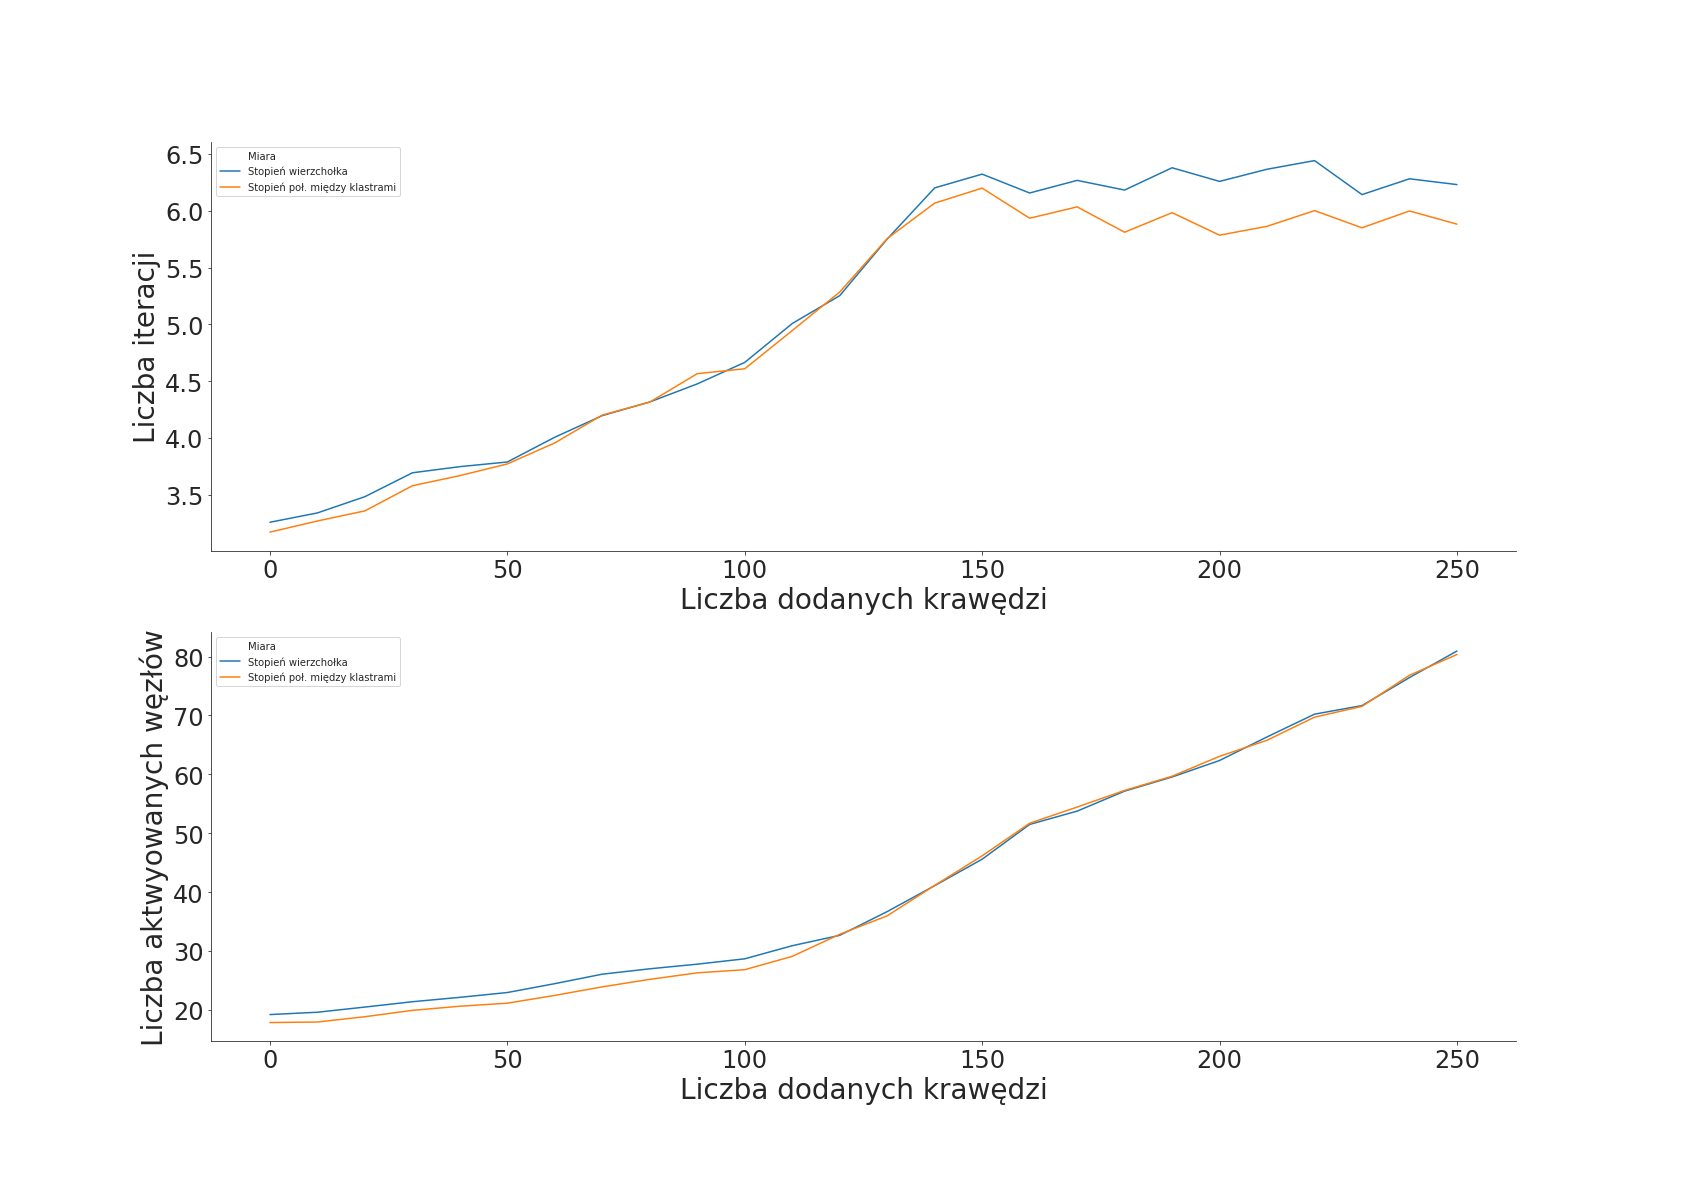 Liczba iteracji
6.5
6.0
5.5
5.0
4.5
4.0
3.5
Miara
Stopień wierzchołka
Stopień poł. między klastrami
0 50 100 150 200 250
Liczba dodanych krawędzi
Liczba aktwyowanych węzłów
80
70
60
50
40
30
20
Miara
Stopień wierzchołka
Stopień poł. między klastrami
0 50 100 150 200 250
Liczba dodanych krawędzi